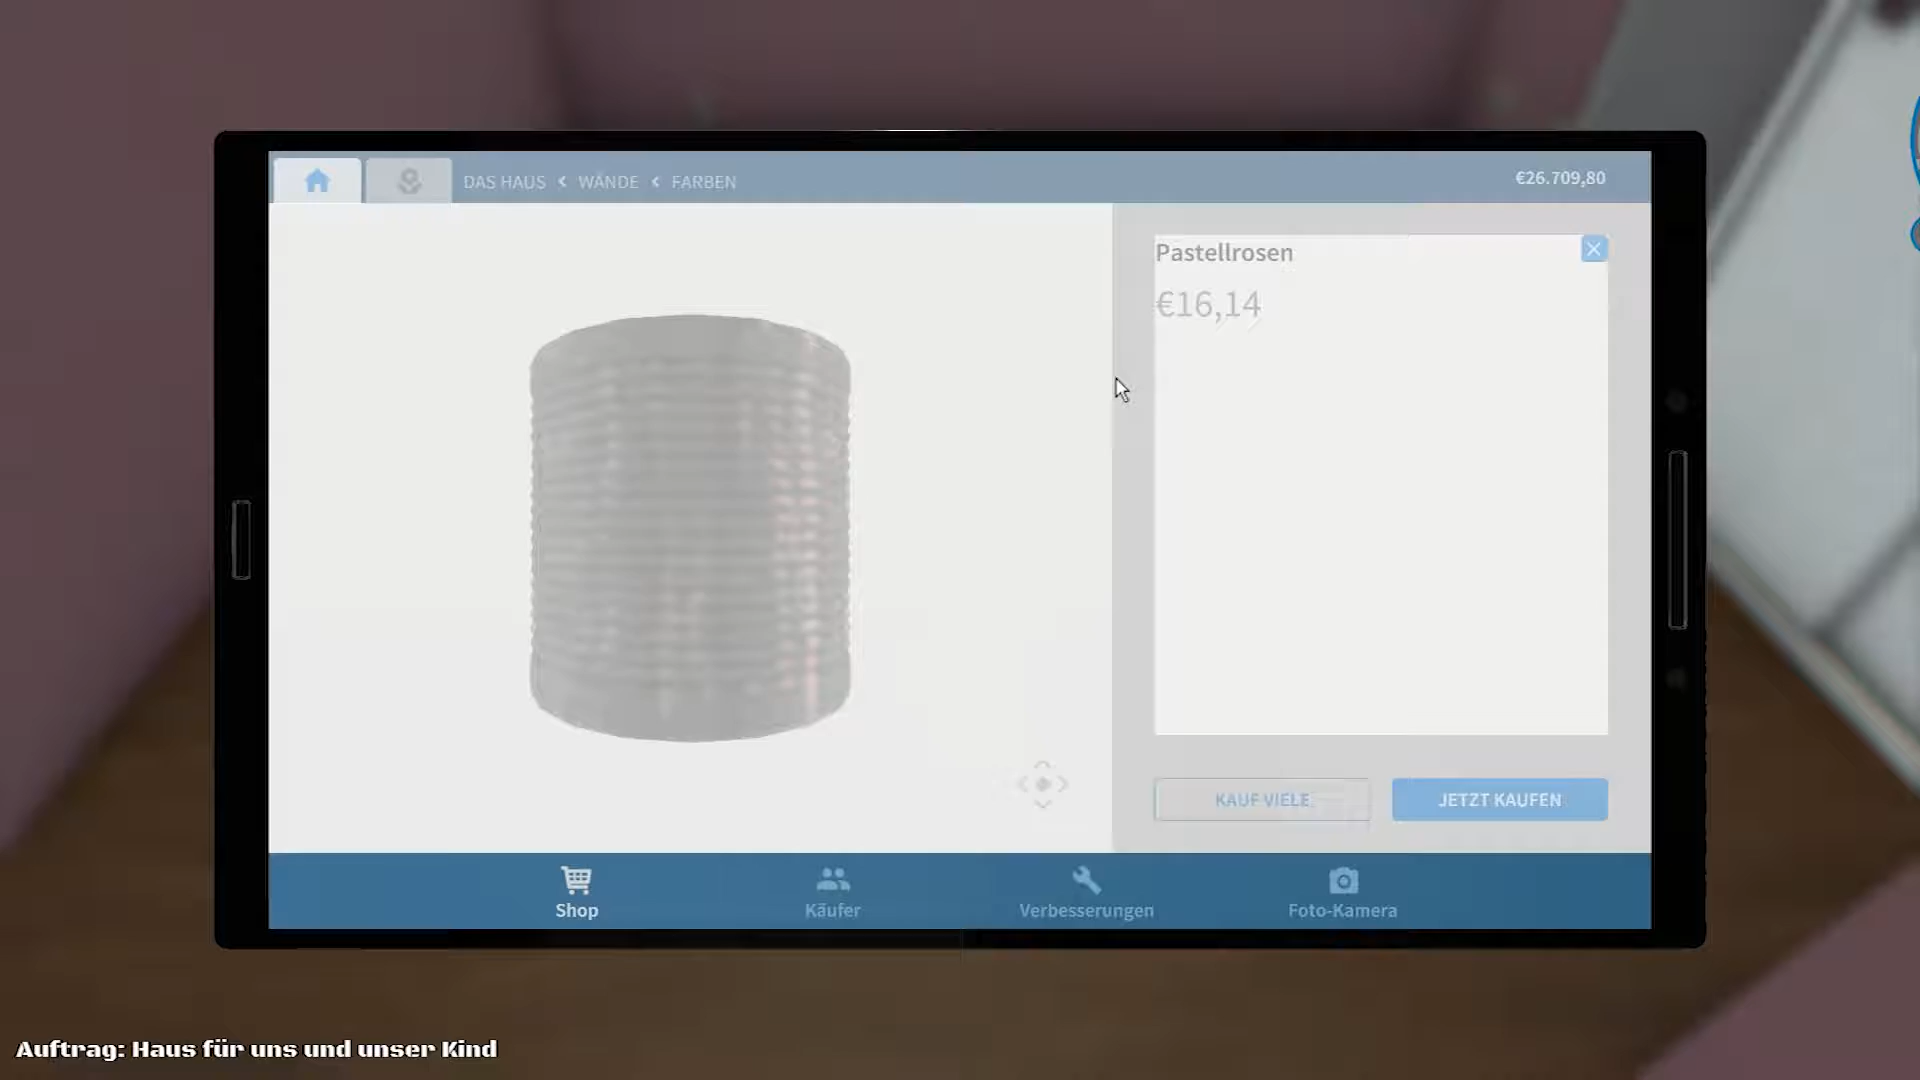 DAS HAUS < WÄNDE < FARBEN
€26.709,80
Pastellrosen
€16,14
KAUF VIELE
JETZT KAUFEN
Shop
Käufer
Verbesserungen
Foto-Kamera
Auftrag: Haus für uns und unser Kind